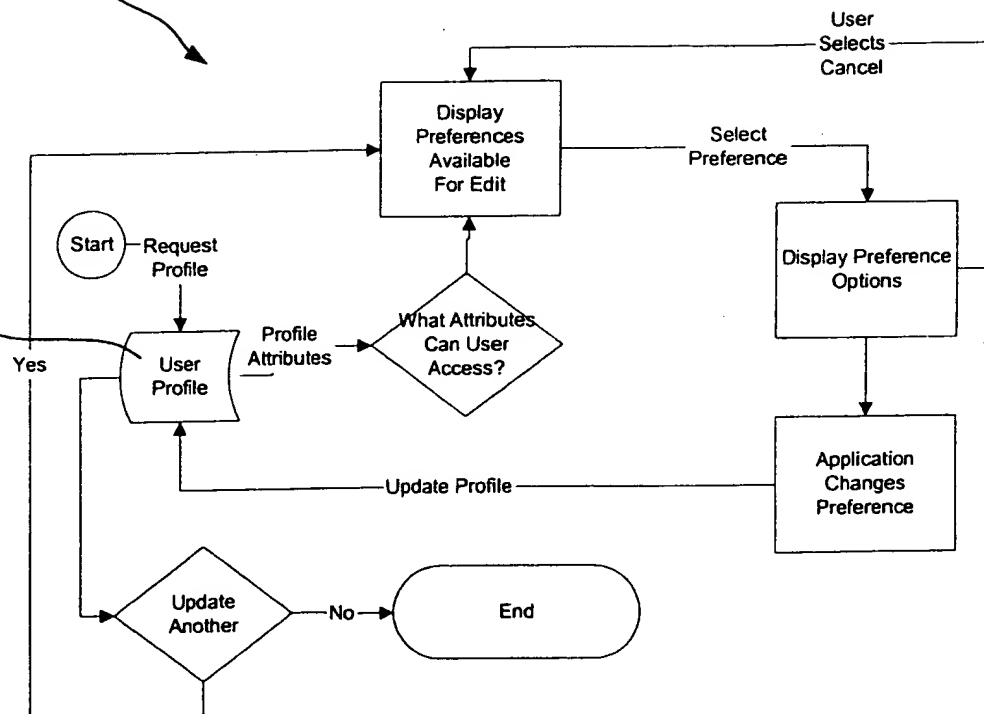 User
Selects
Cancel
Display
Preferences
Available
For Edit
Select
Preference
Start
Request
Profile
Display Preference
Options
What Attributes
Can User
Access?
Profile
Attributes
User
Profile
Yes
Application
Changes
Preference
Update Profile
Update
Another
No
End